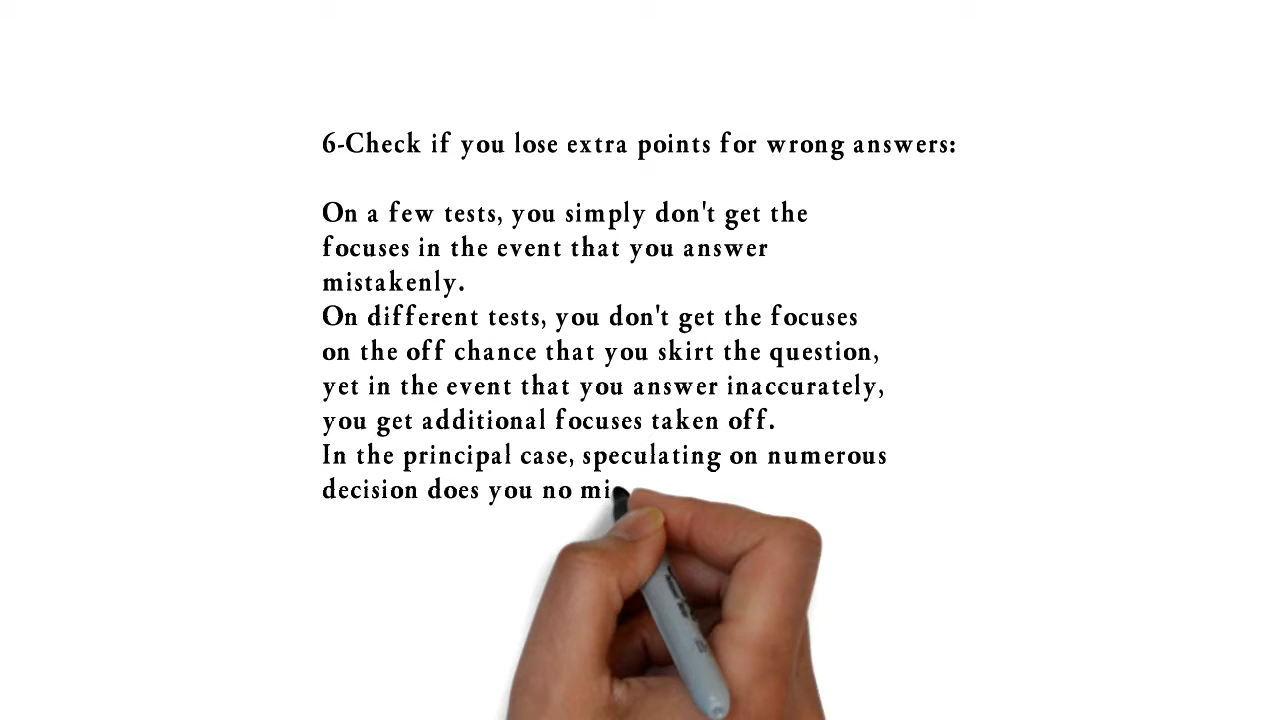 6-Check if you lose extra points for wrong answers:
On a few tests, you simply don't get the
focuses in the event that you answer
mistakenly.
On different tests, you don't get the focuses
on the off chance that you skirt the question,
yet in the event that you answer inaccurately,
you get additional focuses taken off.
In the principal case, speculating on numerous
decision does you no mi